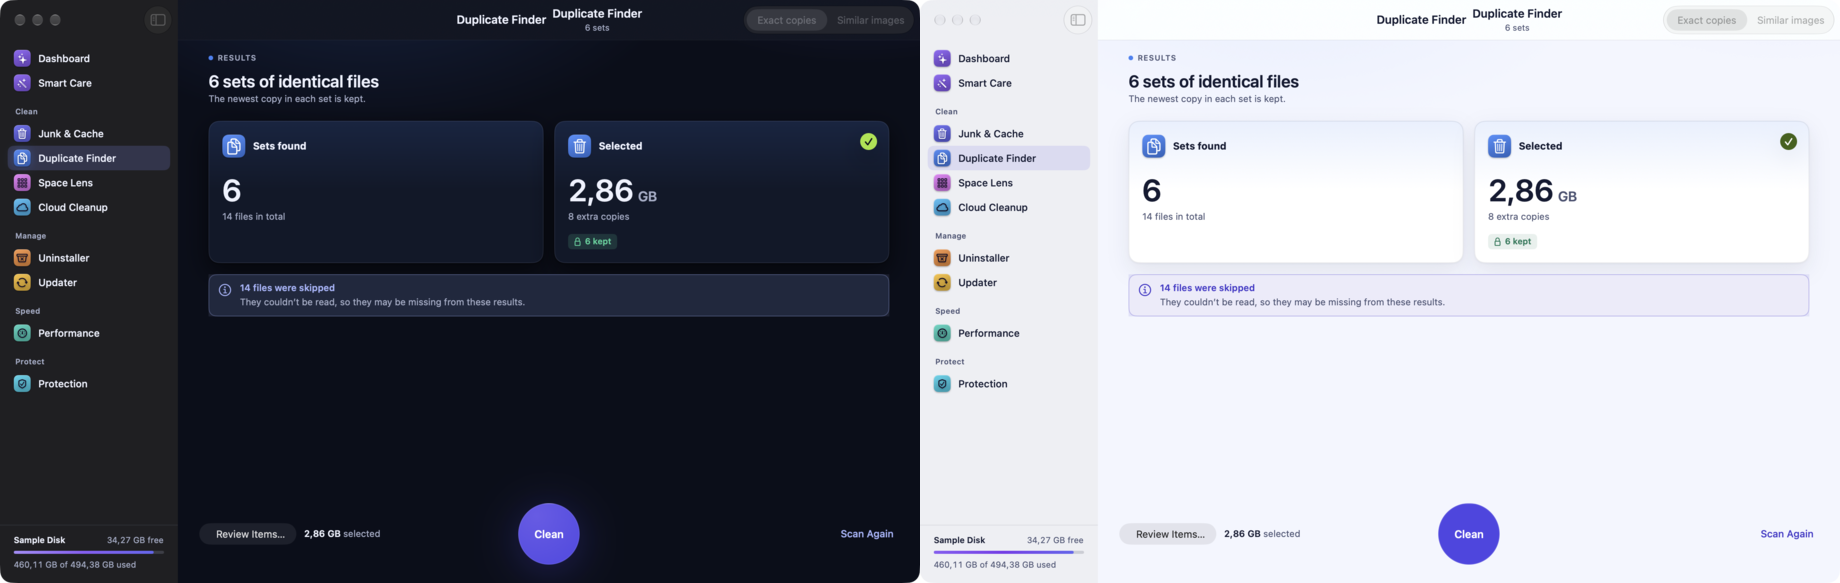 Duplicate Finder
Duplicate Finder
6 sets
Exact copies
Similar images
Dashboard
Smart Care
Clean
Junk & Cache
Duplicate Finder
Space Lens
Cloud Cleanup
Manage
Uninstaller
Updater
Speed
Performance
Protect
Protection
Sample Disk
34,27 GB free
460,11 GB of 494,38 GB used
RESULTS
6 sets of identical files
The newest copy in each set is kept.
Sets found
6
14 files in total
Selected
2,86 GB
8 extra copies
6 kept
14 files were skipped
They couldn't be read, so they may be missing from these results.
Review Items...
2,86 GB selected
Clean
Scan Again
Duplicate Finder
Duplicate Finder
6 sets
Exact copies
Similar images
Dashboard
Smart Care
Clean
Junk & Cache
Duplicate Finder
Space Lens
Cloud Cleanup
Manage
Uninstaller
Updater
Speed
Performance
Protect
Protection
Sample Disk
34,27 GB free
460,11 GB of 494,38 GB used
RESULTS
6 sets of identical files
The newest copy in each set is kept.
Sets found
6
14 files in total
Selected
2,86 GB
8 extra copies
6 kept
14 files were skipped
They couldn't be read, so they may be missing from these results.
Review Items...
2,86 GB selected
Clean
Scan Again